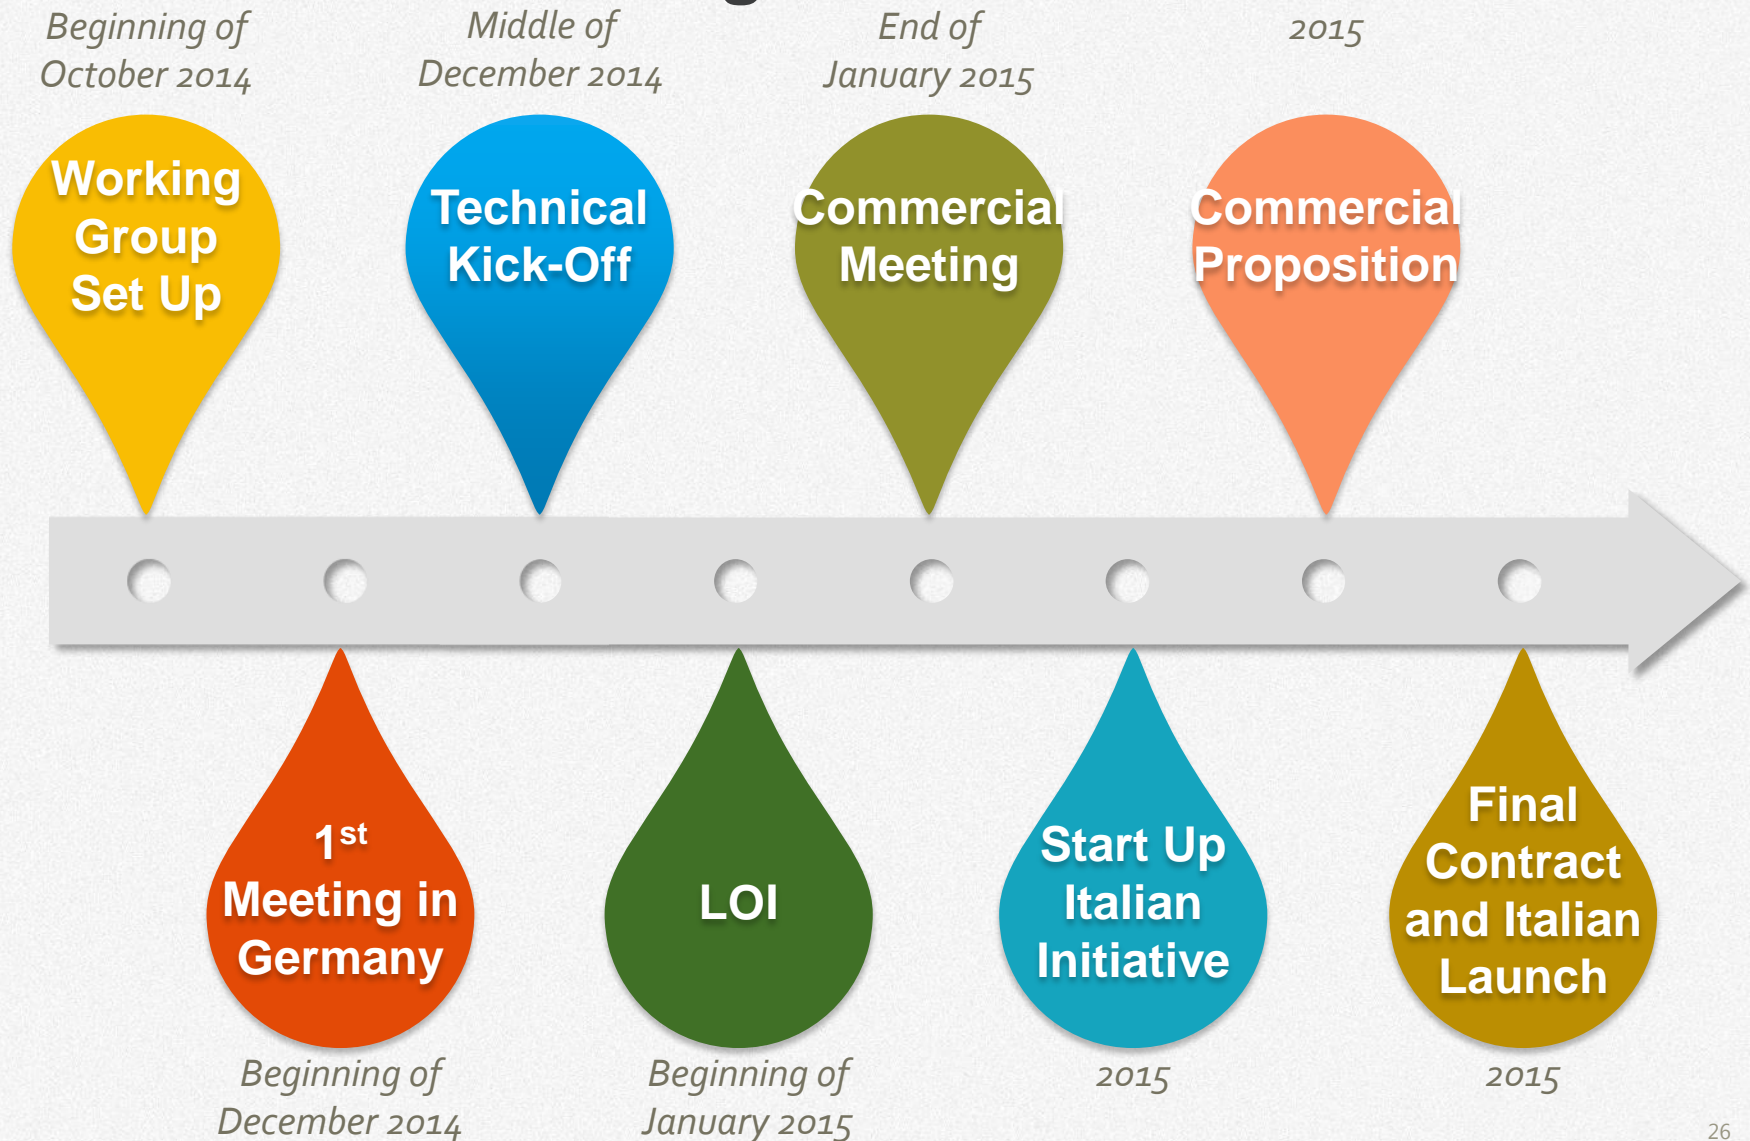 Beginning of
October 2014
Middle of
December 2014
End of
January 2015
2015
Working
Group
Set Up
Technical
Kick-Off
Commercial
Meeting
Commercial
Proposition
1st
Meeting in
Germany
LOI
Start Up
Italian
Initiative
Final
Contract
and Italian
Launch
Beginning of
December 2014
Beginning of
January 2015
2015
2015
26